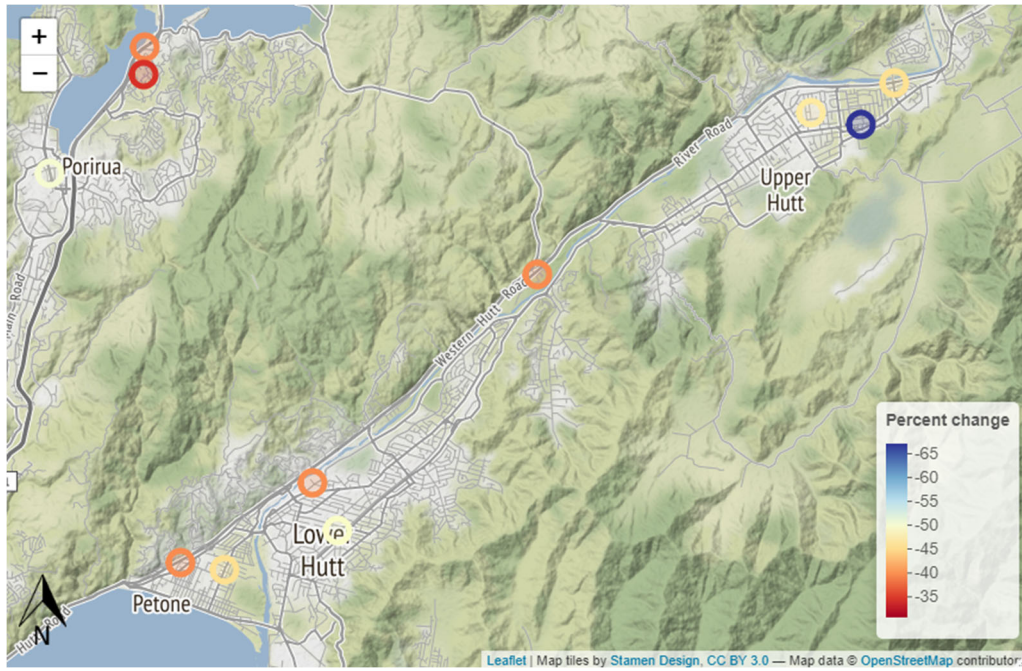 +
−
Porirua
River Road
Upper
Hutt
Western Hutt Road
Lower
Hutt
Petone
N
Percent change
-65
-60
-55
-50
-45
-40
-35
Leaflet | Map tiles by Stamen Design, CC BY 3.0 — Map data © OpenStreetMap contributor